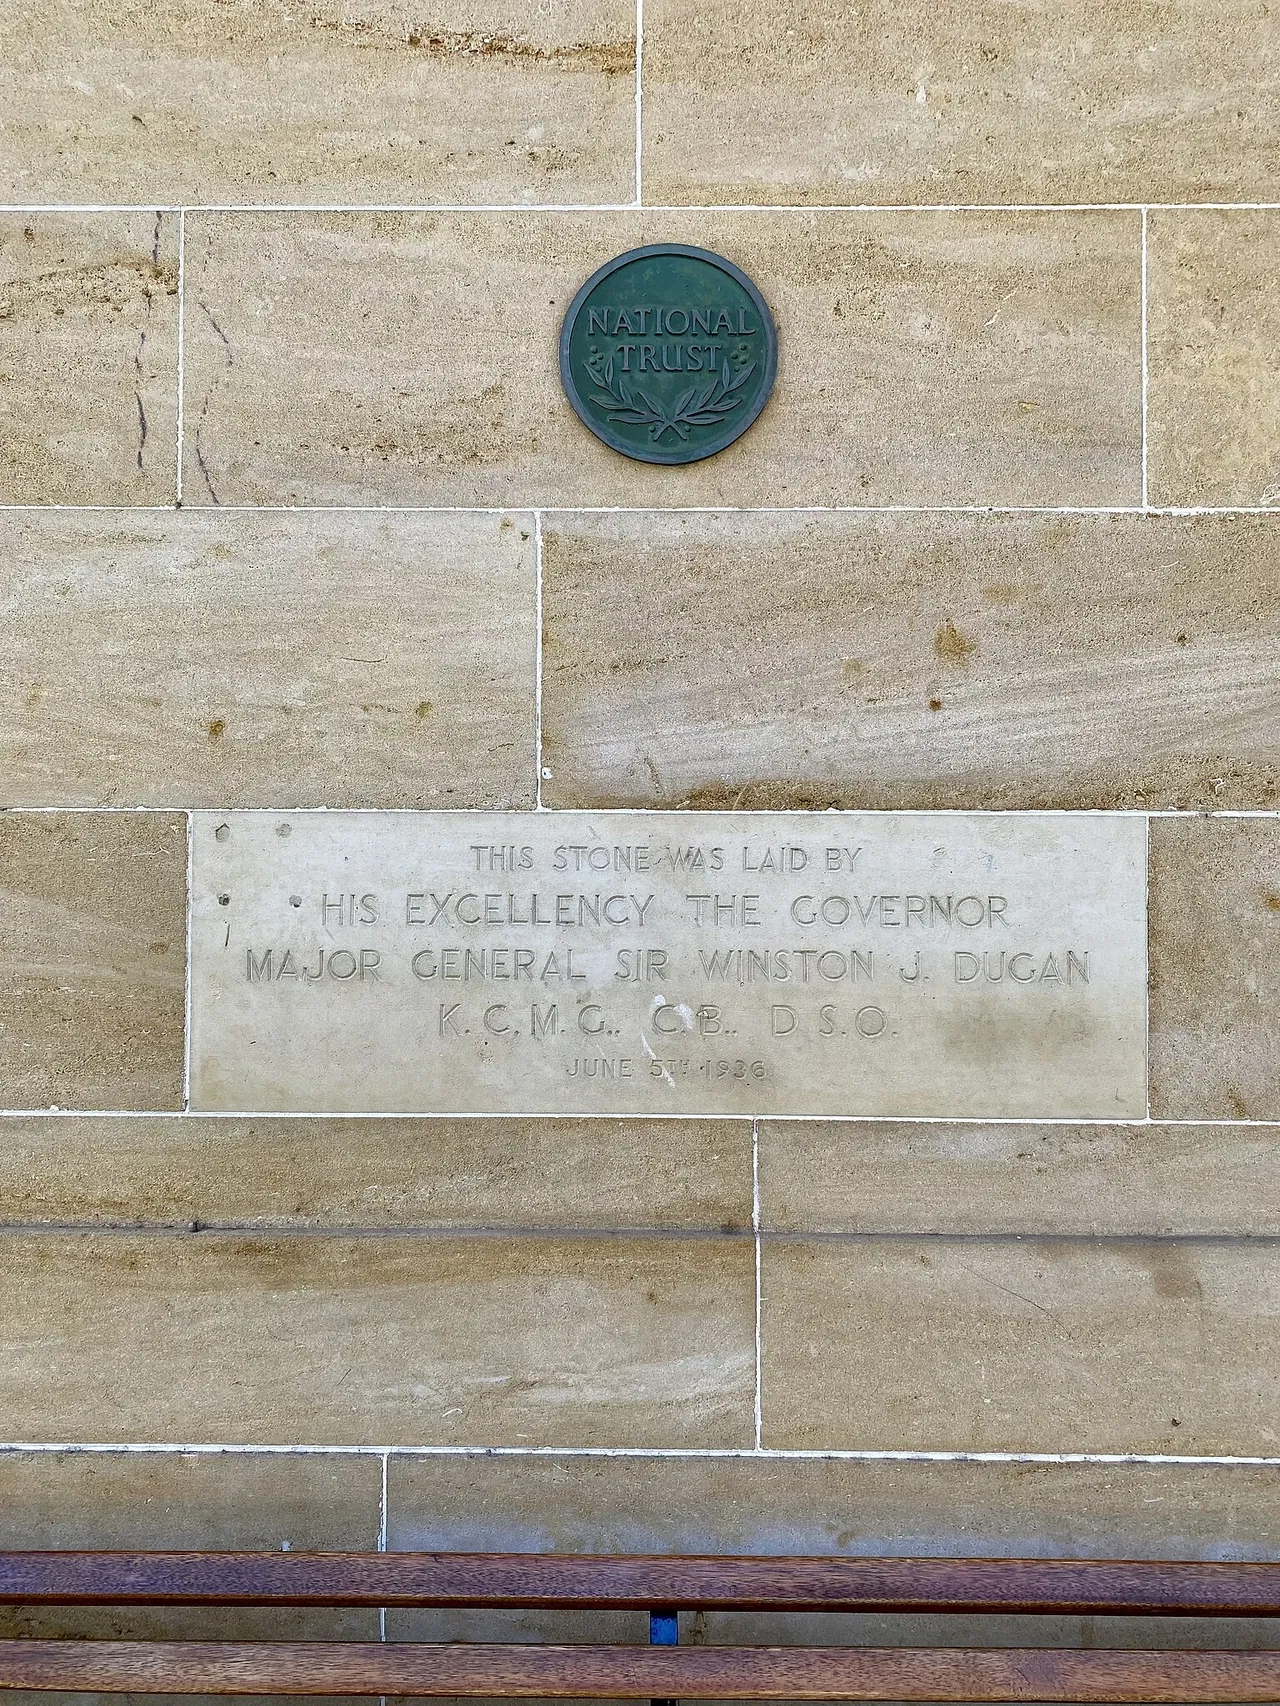 NATIONAL
TRUST
THIS STONE WAS LAID BY
HIS EXCELLENCY THE GOVERNOR
MAJOR GENERAL SIR WINSTON J. DUGAN
K.C.M.G., C.B., D.S.O.
JUNE 5TH 1936